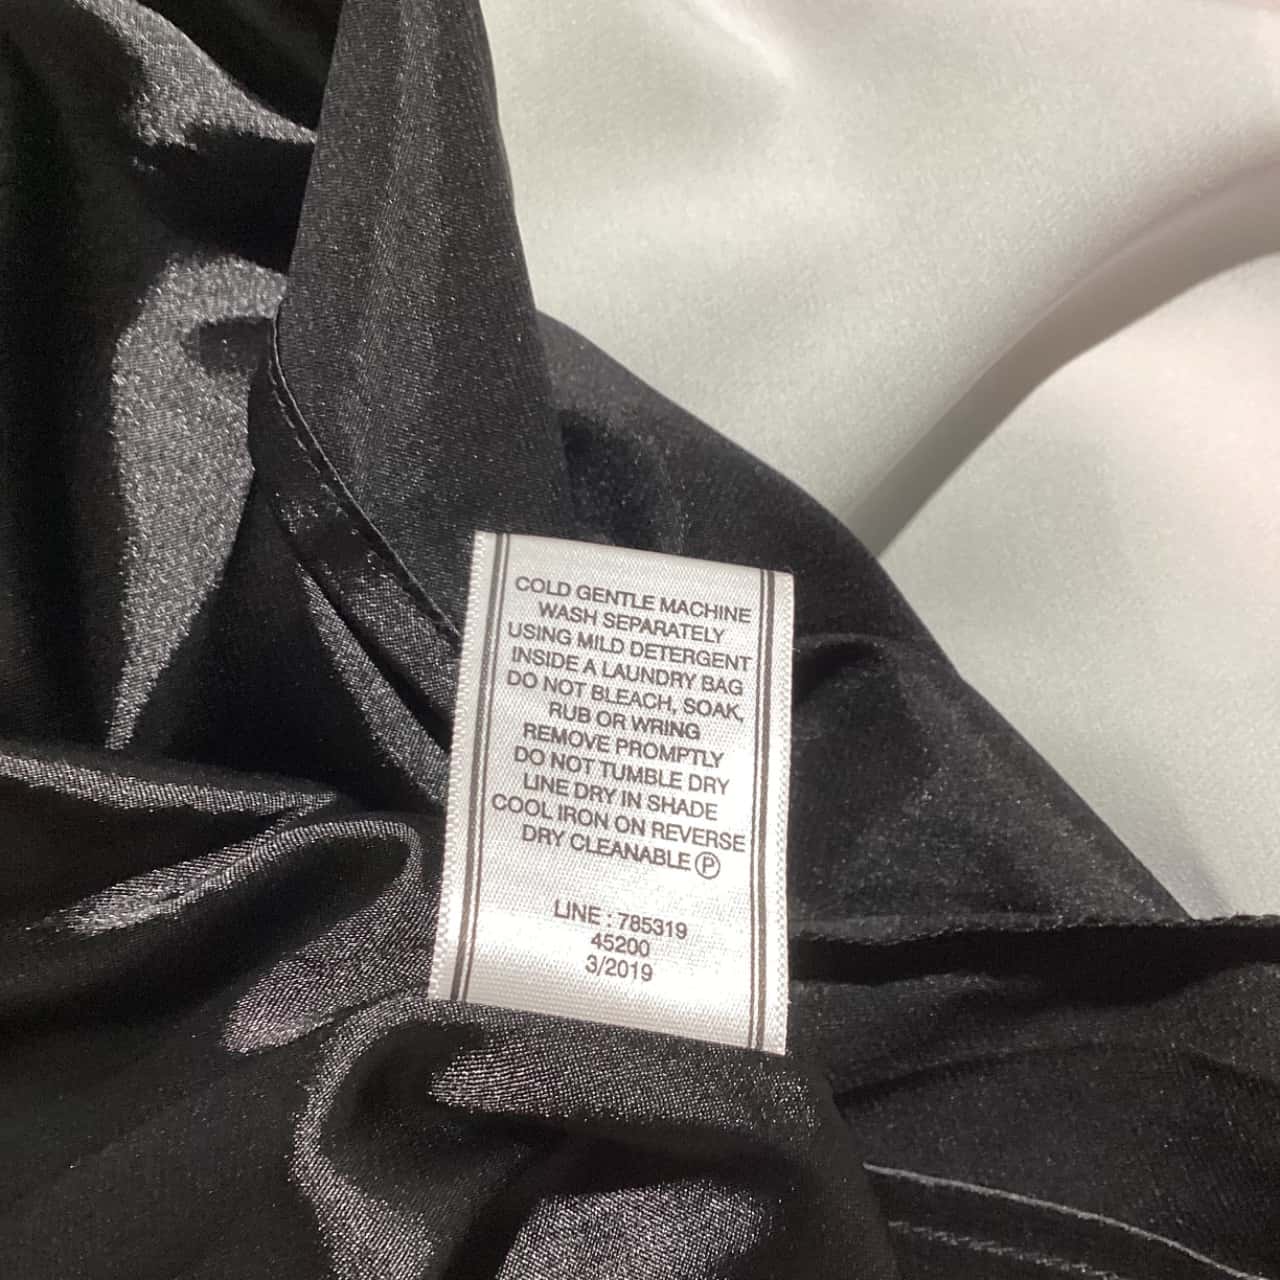 COLD GENTLE MACHINE
WASH SEPARATELY
USING MILD DETERGENT
INSIDE A LAUNDRY BAG
DO NOT BLEACH, SOAK,
RUB OR WRING
REMOVE PROMPTLY
DO NOT TUMBLE DRY
LINE DRY IN SHADE
COOL IRON ON REVERSE
DRY CLEANABLE Ⓟ
LINE : 785319
45200
3/2019